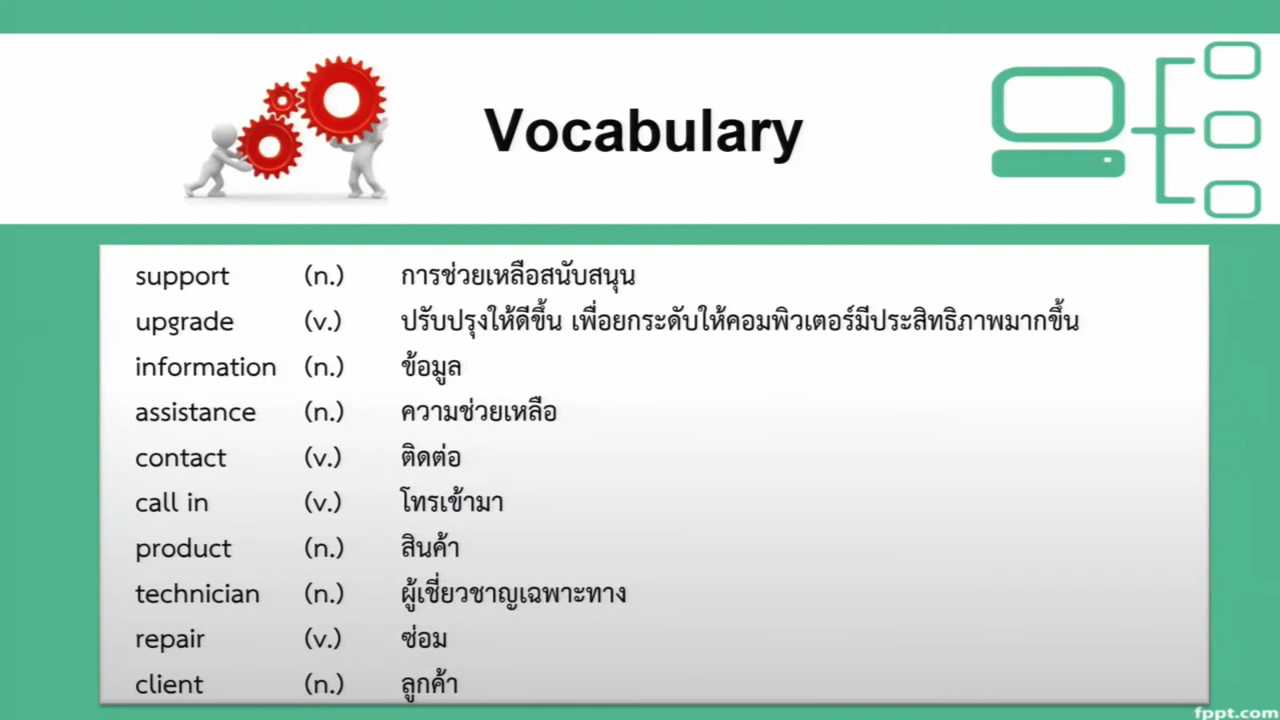 Vocabulary
support (n.) การช่วยเหลือสนับสนุน
upgrade (v.) ปรับปรุงให้ดีขึ้น เพื่อยกระดับให้คอมพิวเตอร์มีประสิทธิภาพมากขึ้น
information (n.) ข้อมูล
assistance (n.) ความช่วยเหลือ
contact (v.) ติดต่อ
call in (v.) โทรเข้ามา
product (n.) สินค้า
technician (n.) ผู้เชี่ยวชาญเฉพาะทาง
repair (v.) ซ่อม
client (n.) ลูกค้า
fppt.com